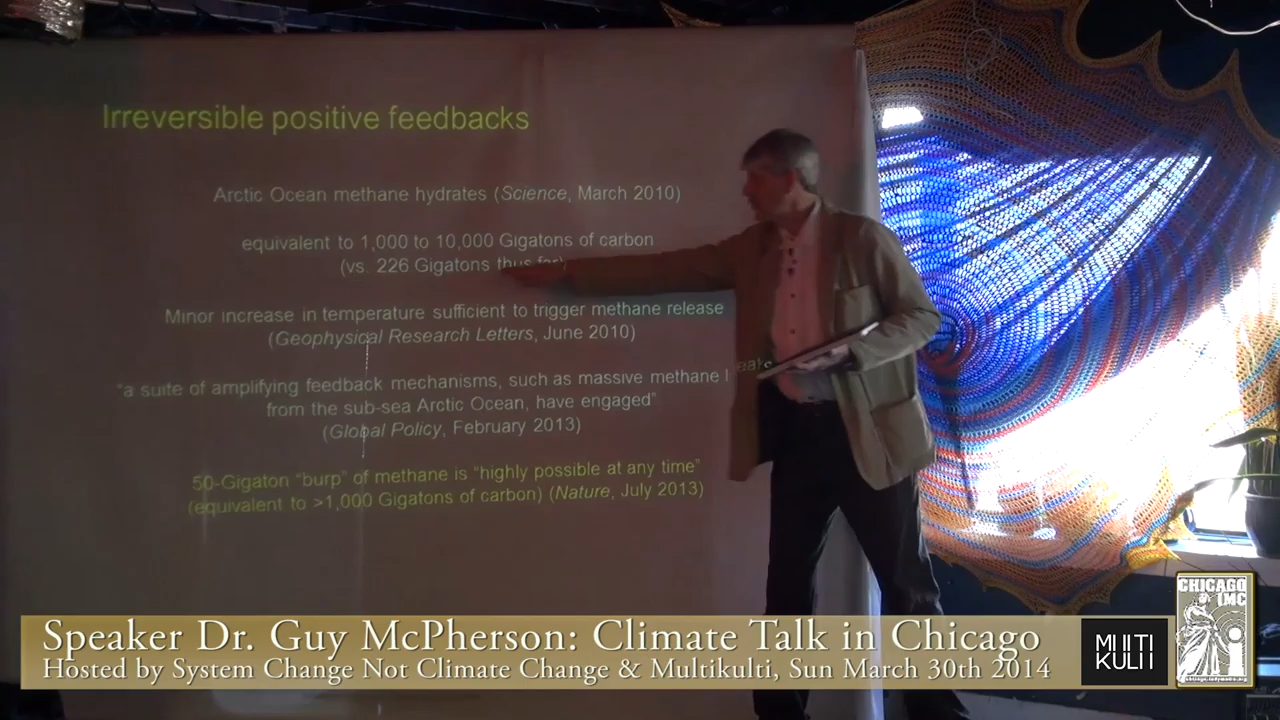 Irreversible positive feedbacks
Arctic Ocean methane hydrates (Science, March 2010)
equivalent to 1,000 to 10,000 Gigatons of carbon
(vs. 226 Gigatons thus far)
Minor increase in temperature sufficient to trigger methane release
(Geophysical Research Letters, June 2010)
"a suite of amplifying feedback mechanisms, such as massive methane leaks
from the sub-sea Arctic Ocean, have engaged"
(Global Policy, February 2013)
50-Gigaton "burp" of methane is "highly possible at any time"
(equivalent to >1,000 Gigatons of carbon) (Nature, July 2013)
Speaker Dr. Guy McPherson: Climate Talk in Chicago
Hosted by System Change Not Climate Change & Multikulti, Sun March 30th 2014
MULTI
KULTI
CHICAGO
IMC